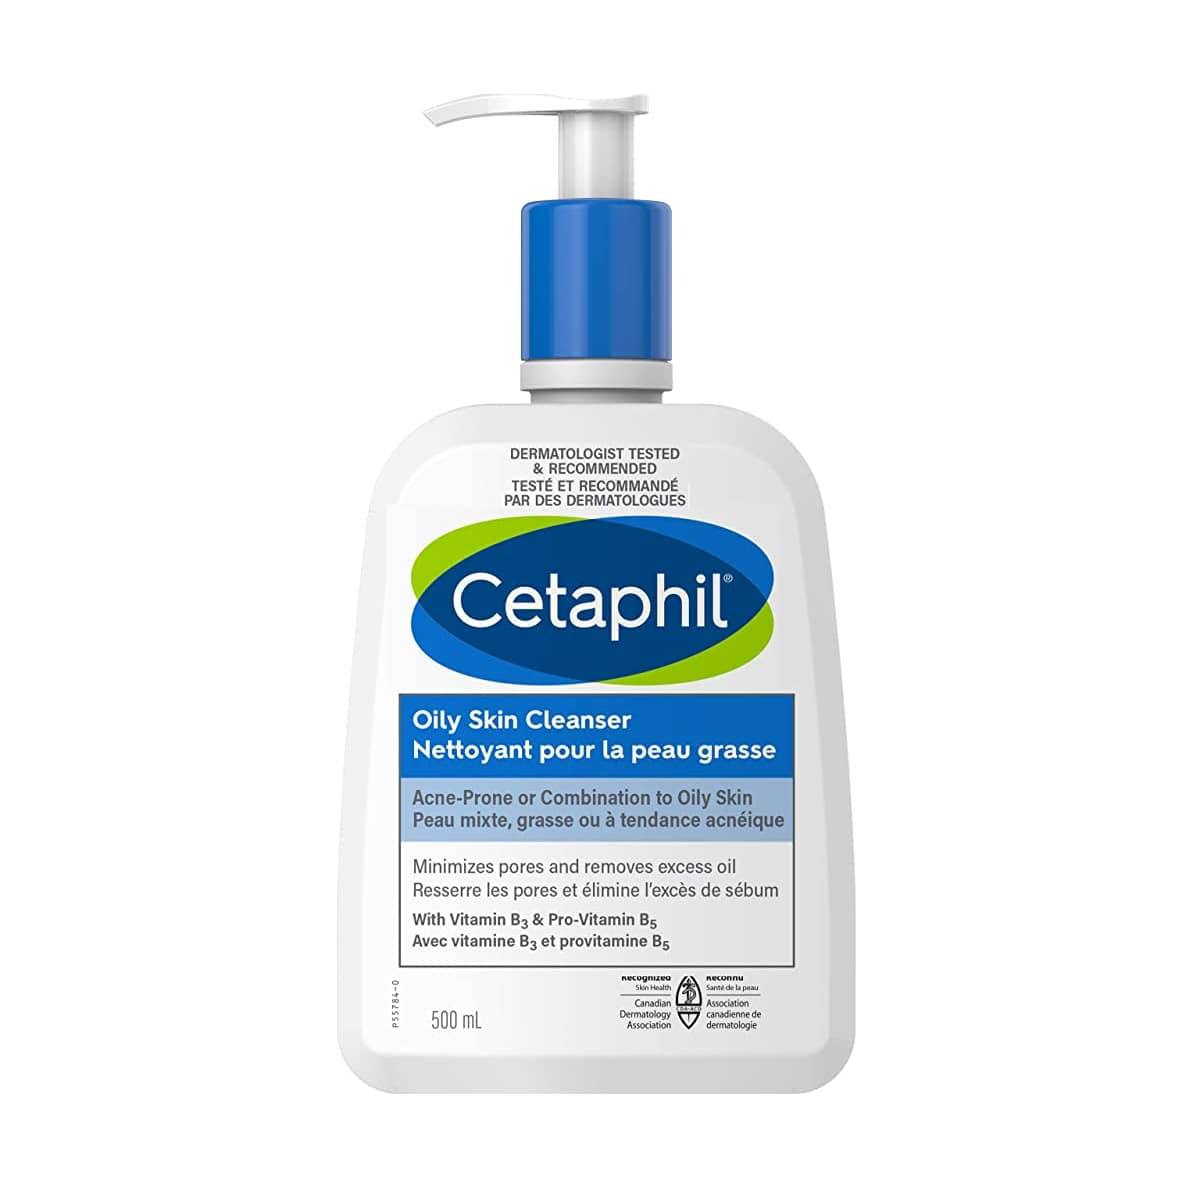 DERMATOLOGIST TESTED
& RECOMMENDED
TESTÉ ET RECOMMANDÉ
PAR DES DERMATOLOGUES
Cetaphil®
Oily Skin Cleanser
Nettoyant pour la peau grasse
Acne-Prone or Combination to Oily Skin
Peau mixte, grasse ou à tendance acnéique
Minimizes pores and removes excess oil
Resserre les pores et élimine l'excès de sébum
With Vitamin B3 & Pro-Vitamin B5
Avec vitamine B3 et provitamine B5
P55784-0
500 mL
Recognized
Skin Health
Canadian
Dermatology
Association
CDA-ACD
Reconnu
Santé de la peau
Association
canadienne de
dermatologie